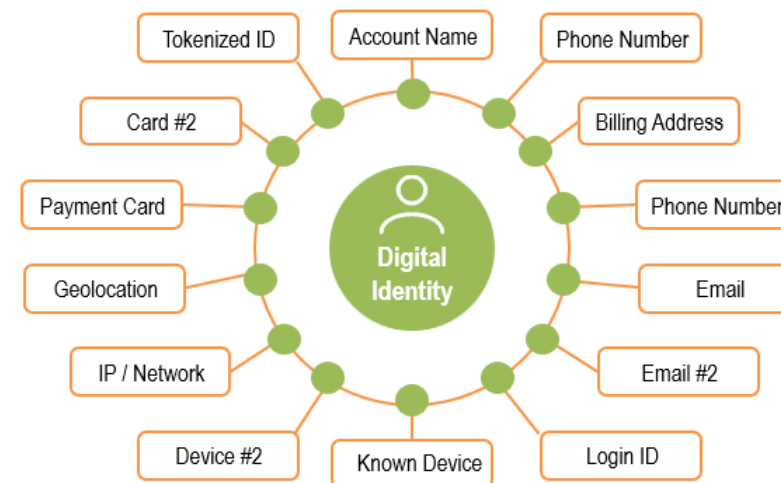 Tokenized ID
Account Name
Phone Number
Card #2
Billing Address
Payment Card
Phone Number
Digital
Identity
Geolocation
Email
IP / Network
Email #2
Device #2
Known Device
Login ID